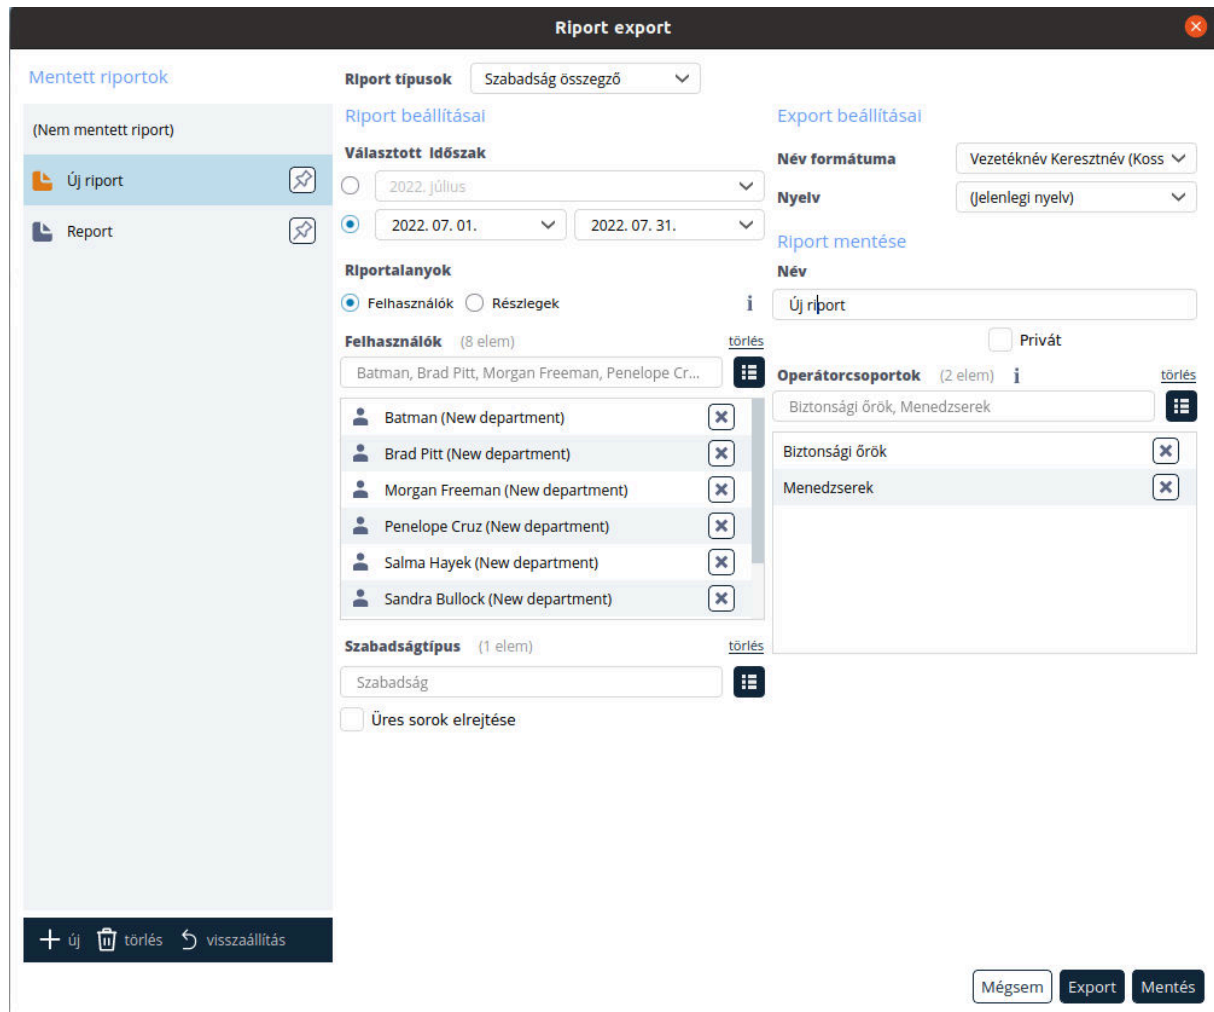 Riport export
Mentett riportok
(Nem mentett riport)
Új riport
Report
új törlés visszaállítás
Riport típusok Szabadság összegző
Riport beállításai
Választott Időszak
2022. július
2022. 07. 01. 2022. 07. 31.
Riportalanyok
Felhasználók Részlegek i
Felhasználók (8 elem) törlés
Batman, Brad Pitt, Morgan Freeman, Penelope Cr...
Batman (New department)
Brad Pitt (New department)
Morgan Freeman (New department)
Penelope Cruz (New department)
Salma Hayek (New department)
Sandra Bullock (New department)
Szabadságtípus (1 elem) törlés
Szabadság
Üres sorok elrejtése
Export beállításai
Név formátuma Vezetéknév Keresztnév (Koss
Nyelv (Jelenlegi nyelv)
Riport mentése
Név
Új riport
Privát
Operátorcsoportok (2 elem) i törlés
Biztonsági őrök, Menedzserek
Biztonsági őrök
Menedzserek
Mégsem Export Mentés